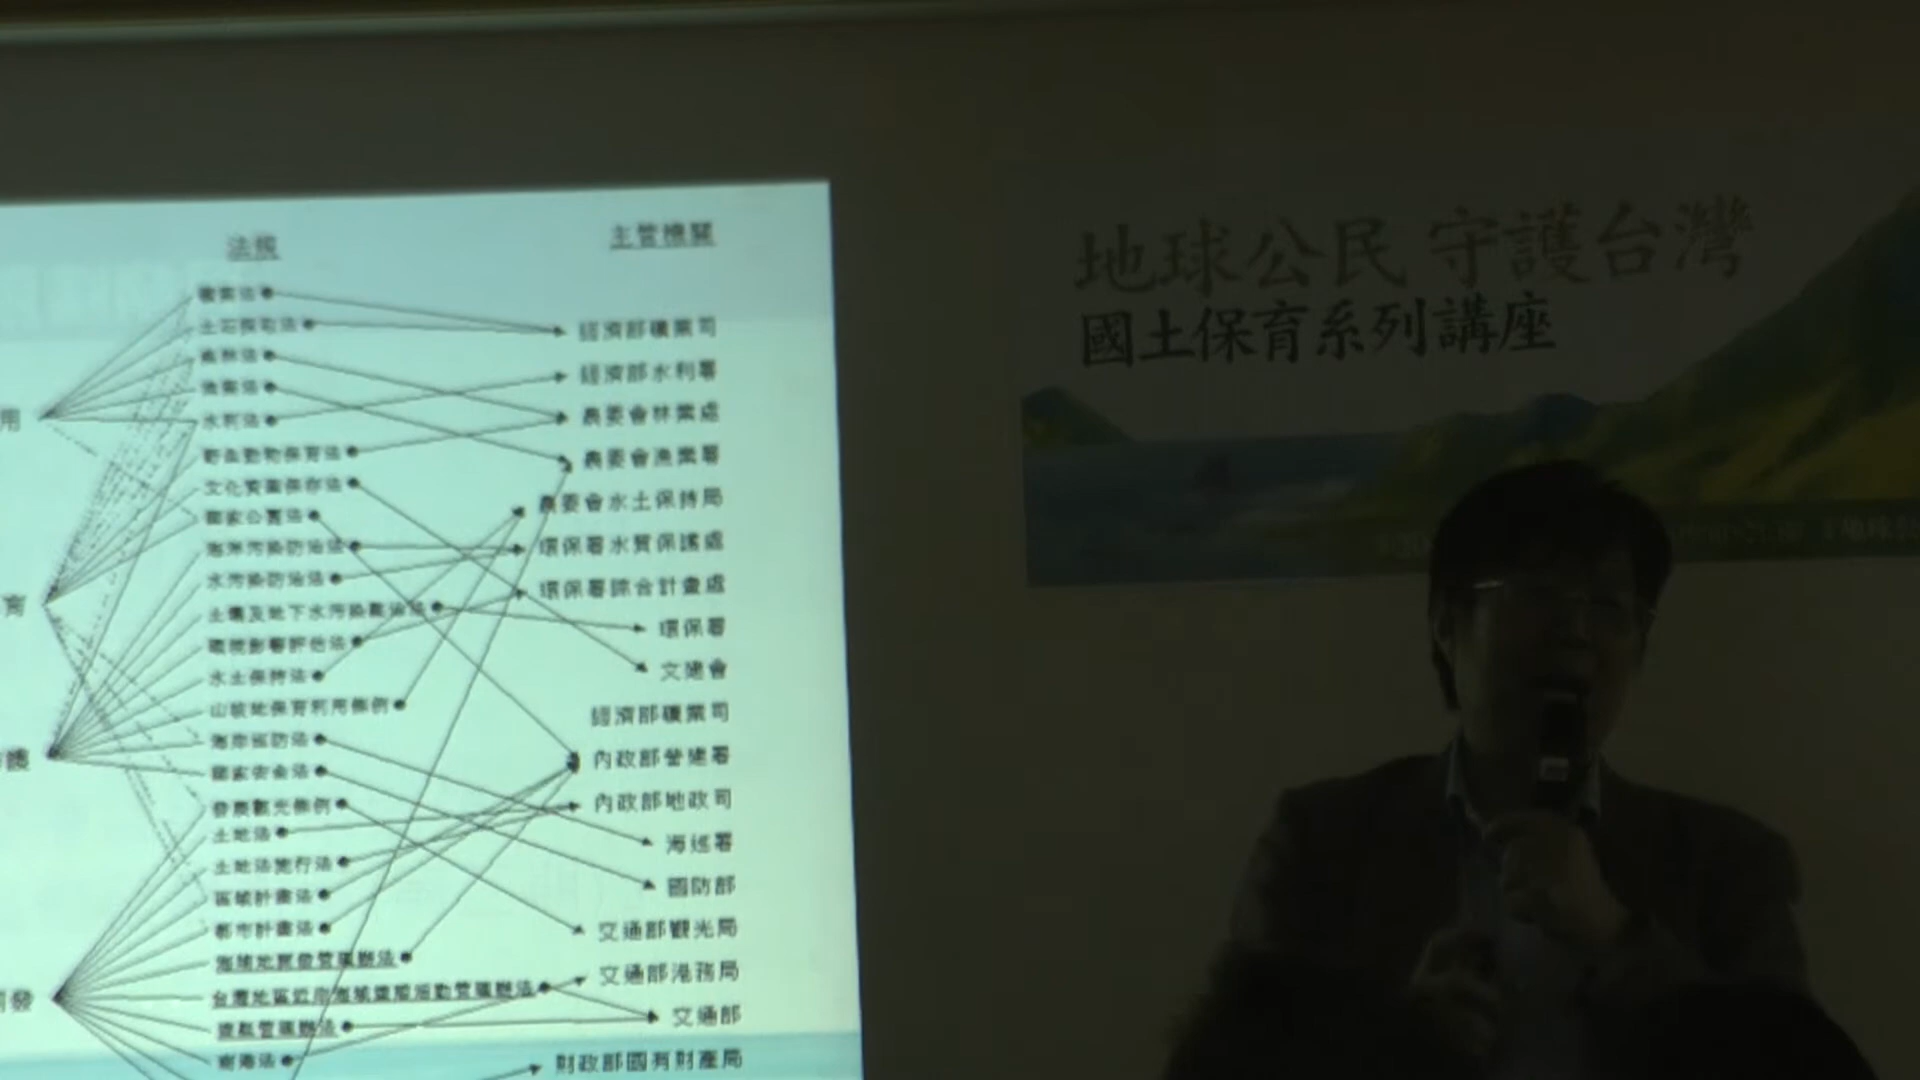 法規
主管機關
礦業法
土石採取法
森林法
漁業法
水利法
野生動物保育法
文化資產保存法
國家公園法
海洋污染防治法
水污染防治法
土壤及地下水污染整治法
環境影響評估法
水土保持法
山坡地保育利用條例
海岸巡防法
國家安全法
發展觀光條例
土地法
土地法施行法
區域計畫法
都市計畫法
商港法
經濟部礦業司
經濟部水利署
農委會林業處
農委會漁業署
農委會水土保持局
環保署水質保護處
環保署綜合計畫處
環保署
文建會
經濟部礦業司
內政部營建署
內政部地政司
海巡署
國防部
交通部觀光局
交通部港務局
交通部
財政部國有財產局
用
育
護
開發
地球公民 守護台灣
國土保育系列講座